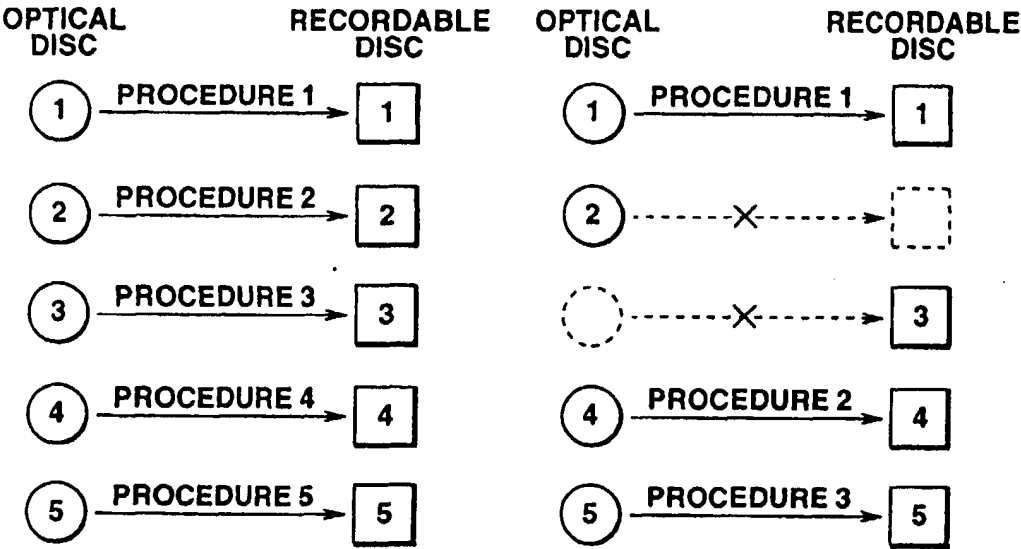 OPTICAL DISC
RECORDABLE DISC
1 PROCEDURE 1 1
2 PROCEDURE 2 2
3 PROCEDURE 3 3
4 PROCEDURE 4 4
5 PROCEDURE 5 5
OPTICAL DISC
RECORDABLE DISC
1 PROCEDURE 1 1
2
3
4 PROCEDURE 2 4
5 PROCEDURE 3 5